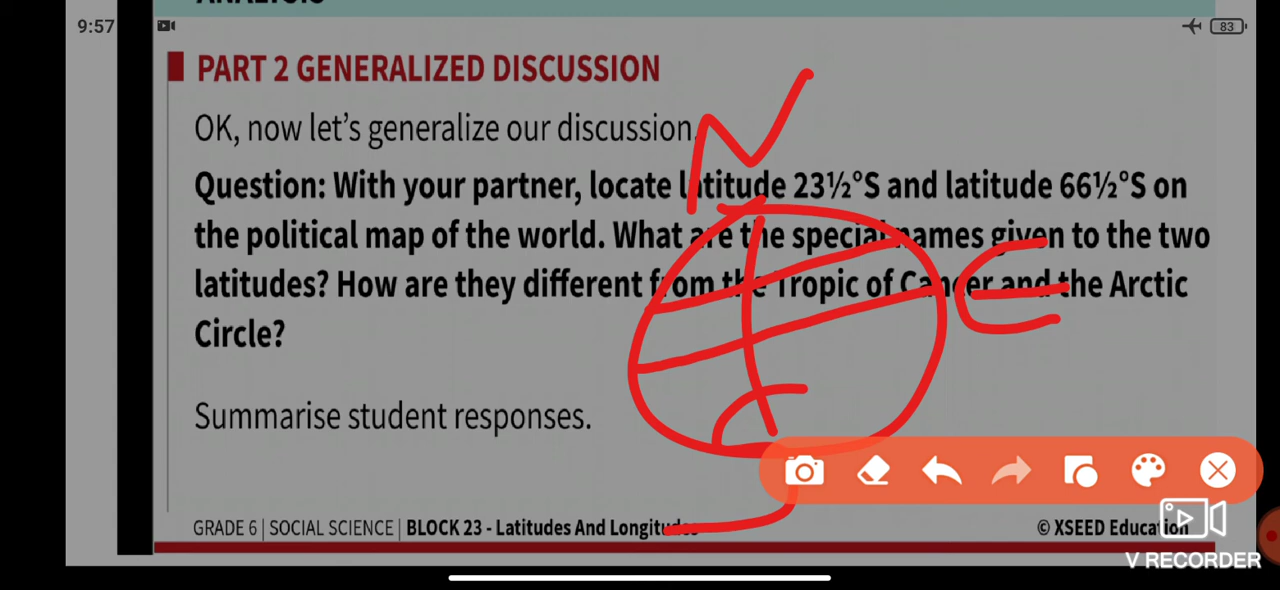 ANALYSIS
9:57
83
PART 2 GENERALIZED DISCUSSION
OK, now let's generalize our discussion.
N
Question: With your partner, locate latitude 23½°S and latitude 66½°S on
the political map of the world. What are the special names given to the two
latitudes? How are they different from the Tropic of Cancer and the Arctic
E
Circle?
Summarise student responses.
GRADE 6 | SOCIAL SCIENCE | BLOCK 23 - Latitudes And Longitudes
© XSEED Education
V RECORDER